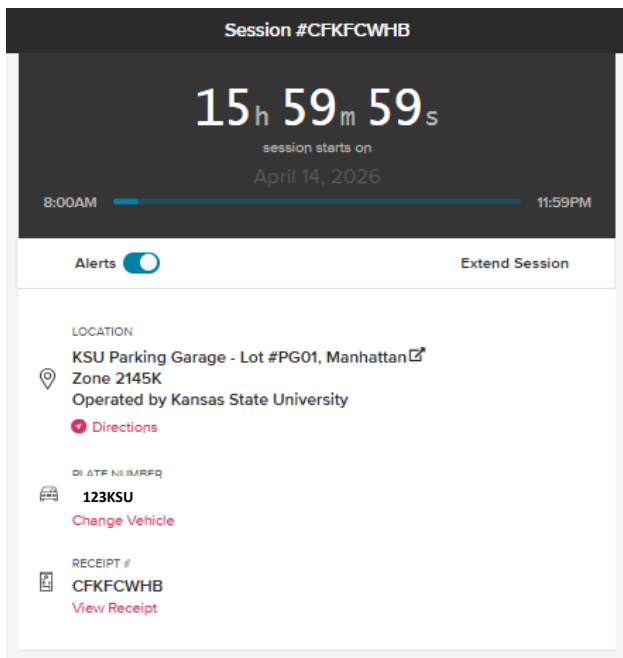 Session #CFKFCWHB
15h 59m 59s
session starts on
April 14, 2026
8:00AM 11:59PM
Alerts Extend Session
LOCATION
KSU Parking Garage - Lot #PG01, Manhattan
Zone 2145K
Operated by Kansas State University
Directions
PLATE NUMBER
123KSU
Change Vehicle
RECEIPT #
CFKFCWHB
View Receipt